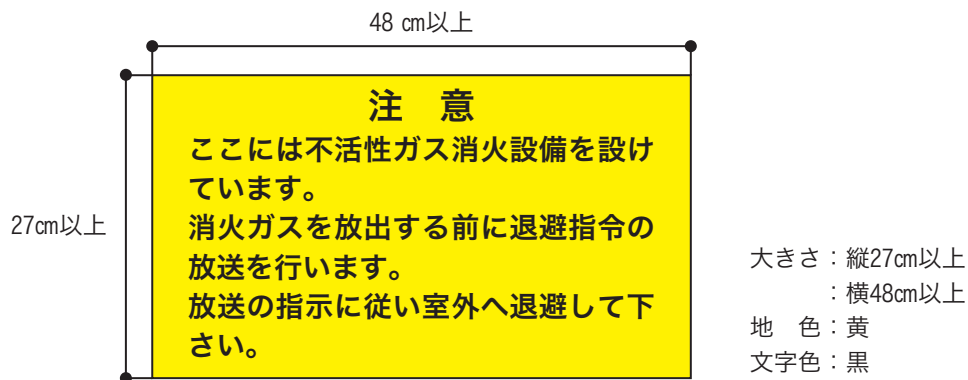 48 ㎝以上
注　意
ここには不活性ガス消火設備を設け
ています。
消火ガスを放出する前に退避指令の
放送を行います。
放送の指示に従い室外へ退避して下
さい。
27㎝以上
大きさ：縦27㎝以上
：横48㎝以上
地　色：黄
文字色：黒